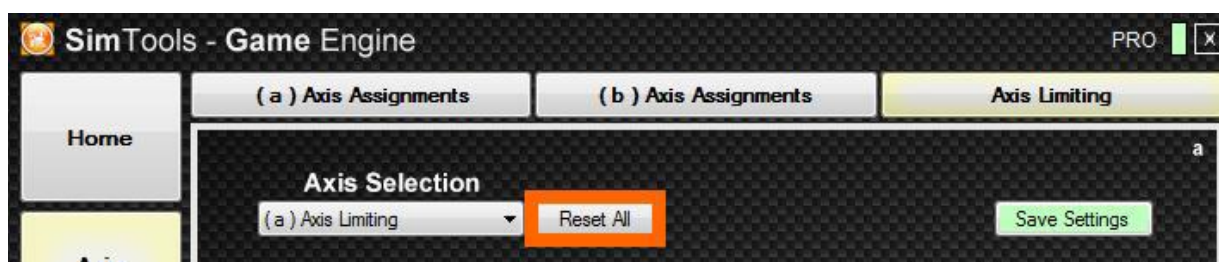 SimTools - Game Engine PRO X
( a ) Axis Assignments ( b ) Axis Assignments Axis Limiting
Home
a
Axis Selection
( a ) Axis Limiting Reset All Save Settings